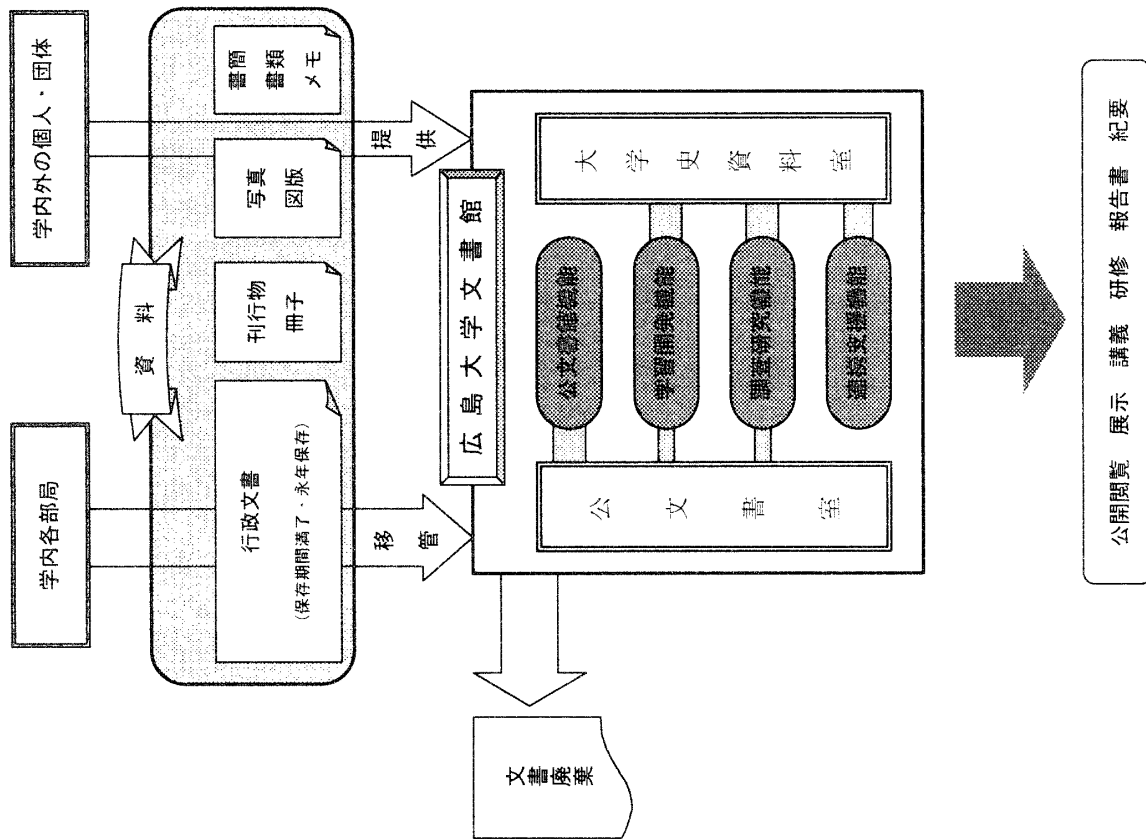 学内各部局
学内外の個人・団体
資料
行政文書
(保存期間満了・永年保存)
刊行物
冊子
写真
図版
書簡
書類
メモ
移管
提供
広島大学文書館
公文書室
公文書館機能
学習開発機能
調査研究機能
連携支援機能
大学史資料室
文書廃棄
公開閲覧 展示 講義 研修 報告書 紀要